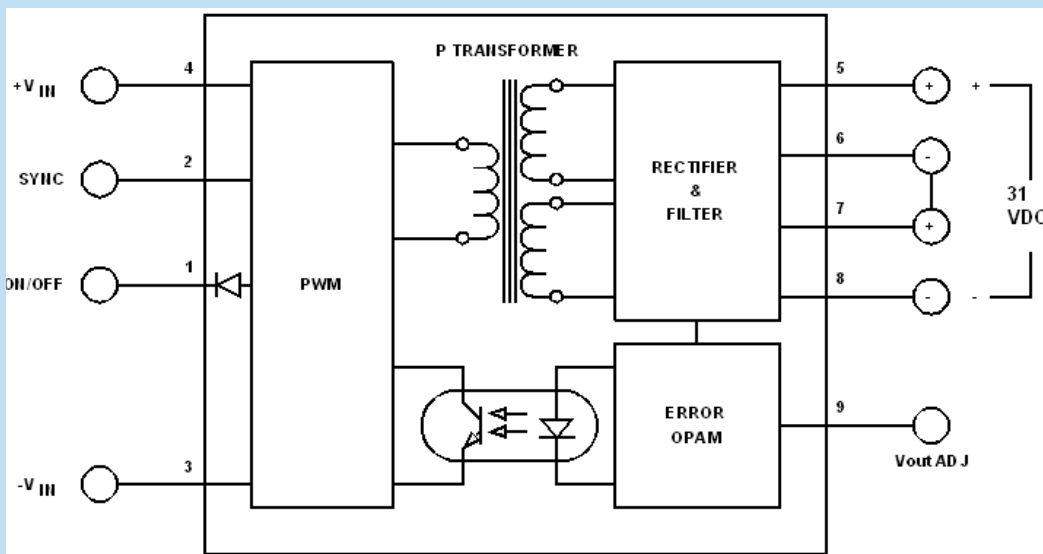 P TRANSFORMER
4
+V IN
2
SYNC
1
ON/OFF
3
-V IN
PWM
RECTIFIER
&
FILTER
ERROR
OPAM
5
+
+
6
-
7
+
8
-
-
31
VDC
9
Vout ADJ